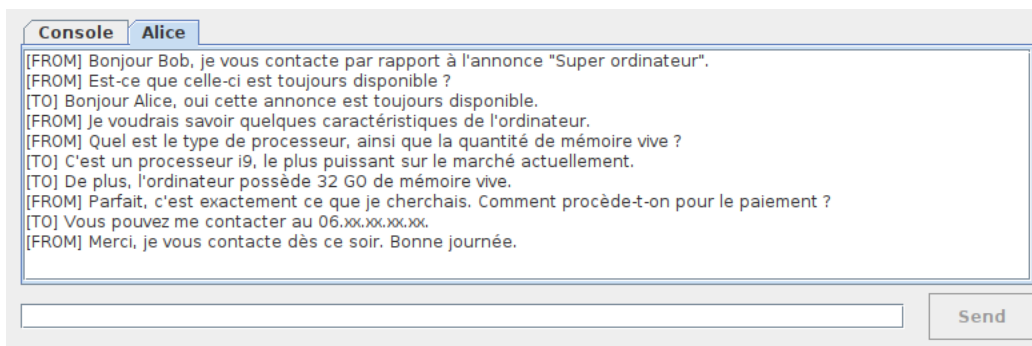 Console Alice
[FROM] Bonjour Bob, je vous contacte par rapport à l'annonce "Super ordinateur".
[FROM] Est-ce que celle-ci est toujours disponible ?
[TO] Bonjour Alice, oui cette annonce est toujours disponible.
[FROM] Je voudrais savoir quelques caractéristiques de l'ordinateur.
[FROM] Quel est le type de processeur, ainsi que la quantité de mémoire vive ?
[TO] C'est un processeur i9, le plus puissant sur le marché actuellement.
[TO] De plus, l'ordinateur possède 32 GO de mémoire vive.
[FROM] Parfait, c'est exactement ce que je cherchais. Comment procède-t-on pour le paiement ?
[TO] Vous pouvez me contacter au 06.xx.xx.xx.xx.
[FROM] Merci, je vous contacte dès ce soir. Bonne journée.
Send